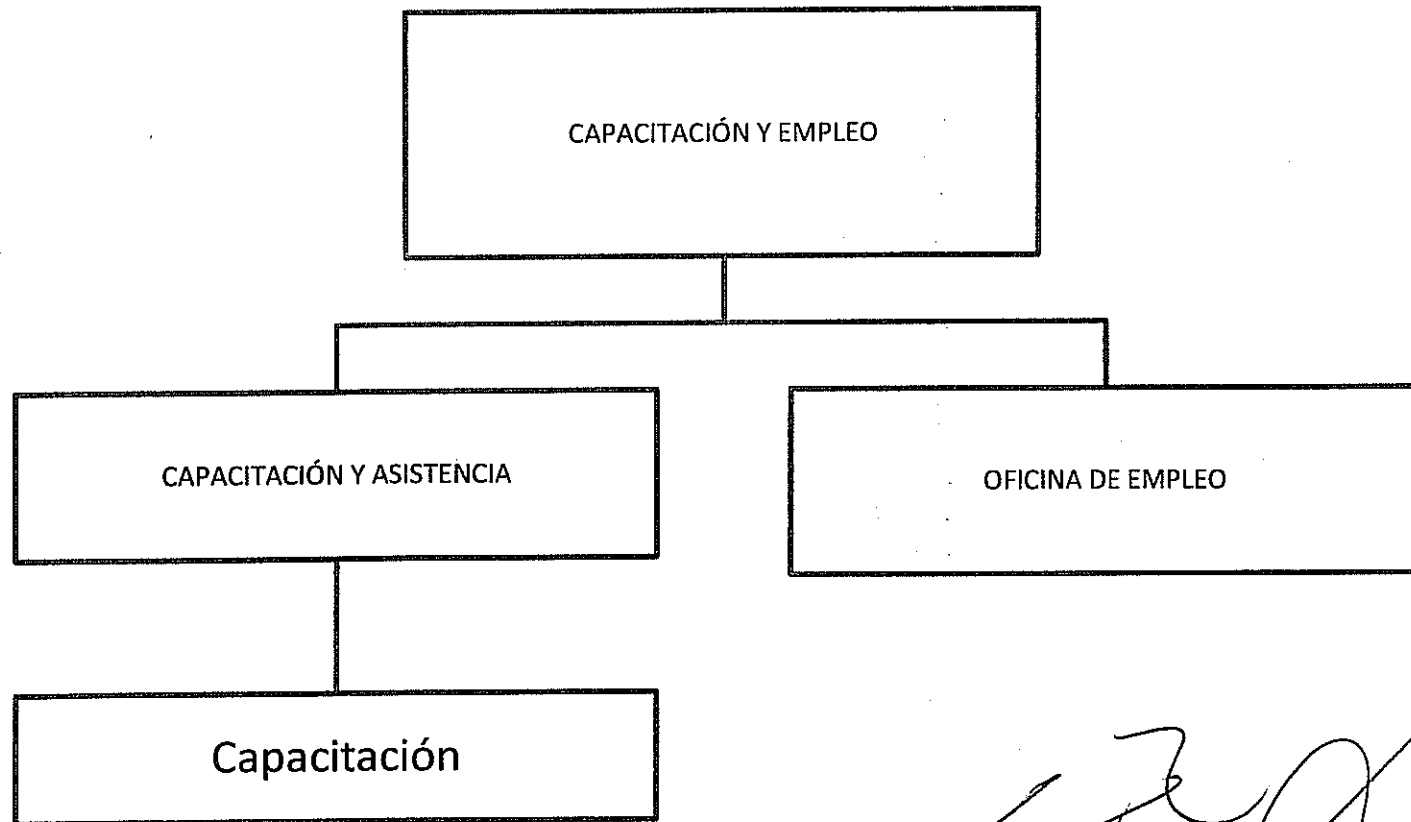 CAPACITACIÓN Y EMPLEO
CAPACITACIÓN Y ASISTENCIA
OFICINA DE EMPLEO
Capacitación